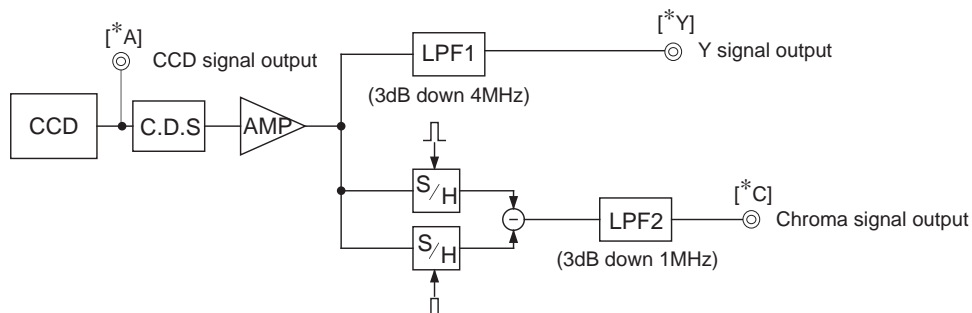 [*A]
CCD signal output
[*Y]
Y signal output
LPF1
(3dB down 4MHz)
CCD
C.D.S
AMP
S/H
[*C]
–
LPF2
Chroma signal output
S/H
(3dB down 1MHz)